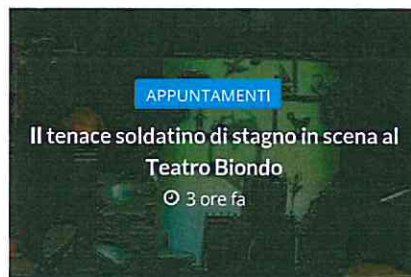 APPUNTAMENTI
Il tenace soldatino di stagno in scena al
Teatro Biondo
3 ore fa